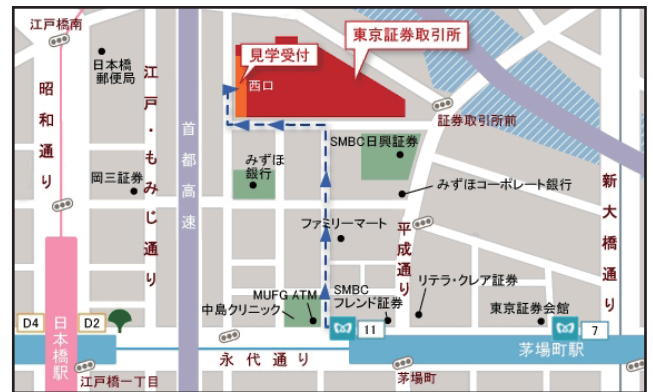 江戸橋南
日本橋
郵便局
昭和通り
江戸・もみじ通り
首都高速
見学受付
西口
東京証券取引所
証券取引所前
SMBC日興証券
みずほ
銀行
岡三証券
みずほコーポレート銀行
新大橋通り
ファミリーマート
平成通り
MUFG ATM
中島クリニック
SMBC
フレンド証券
リテラ・クレア証券
東京証券会館
D4
日本橋駅
D2
11
7
茅場町駅
永代通り
江戸橋一丁目
茅場町